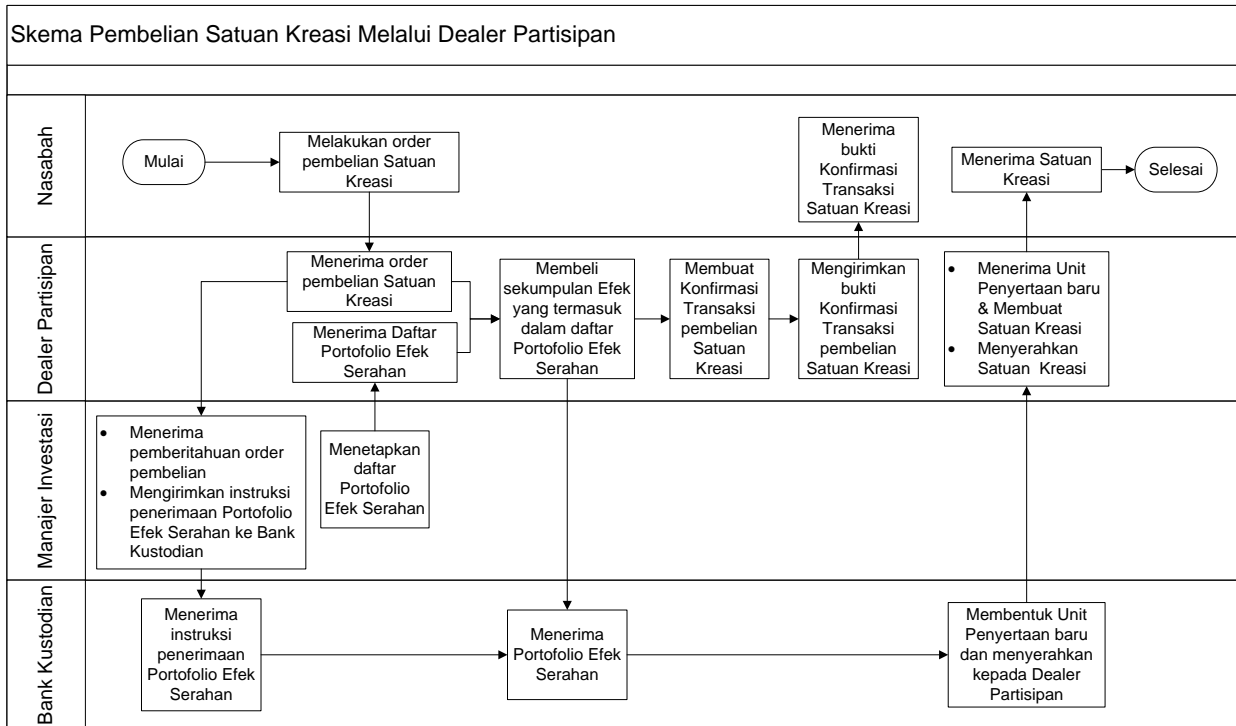 Skema Pembelian Satuan Kreasi Melalui Dealer Partisipan
Nasabah
Mulai
Melakukan order
pembelian Satuan
Kreasi
Menerima
bukti
Konfirmasi
Transaksi
Satuan Kreasi
Menerima Satuan
Kreasi
Selesai
Dealer Partisipan
Menerima order
pembelian Satuan
Kreasi
Menerima Daftar
Portofolio Efek
Serahan
Membeli
sekumpulan Efek
yang termasuk
dalam daftar
Portofolio Efek
Serahan
Membuat
Konfirmasi
Transaksi
pembelian
Satuan
Kreasi
Mengirimkan
bukti
Konfirmasi
Transaksi
pembelian
Satuan Kreasi
• Menerima Unit
Penyertaan baru
& Membuat
Satuan Kreasi
• Menyerahkan
Satuan Kreasi
Manajer Investasi
• Menerima
pemberitahuan order
pembelian
• Mengirimkan instruksi
penerimaan Portofolio
Efek Serahan ke Bank
Kustodian
Menetapkan
daftar
Portofolio
Efek Serahan
Bank Kustodian
Menerima
instruksi
penerimaan
Portofolio Efek
Serahan
Menerima
Portofolio Efek
Serahan
Membentuk Unit
Penyertaan baru
dan menyerahkan
kepada Dealer
Partisipan